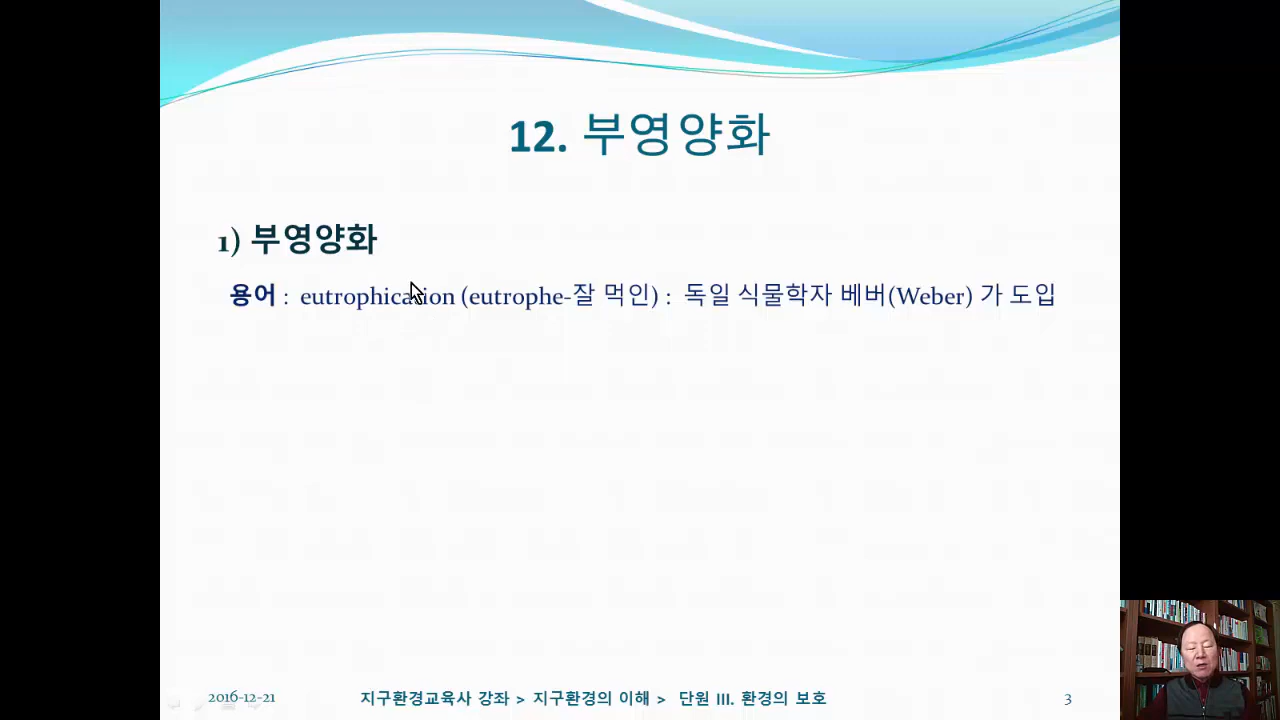 12. 부영양화
1) 부영양화
용어 : eutrophication (eutrophe-잘 먹인) : 독일 식물학자 베버(Weber) 가 도입
2016-12-21
지구환경교육사 강좌 > 지구환경의 이해 > 단원 III. 환경의 보호
3